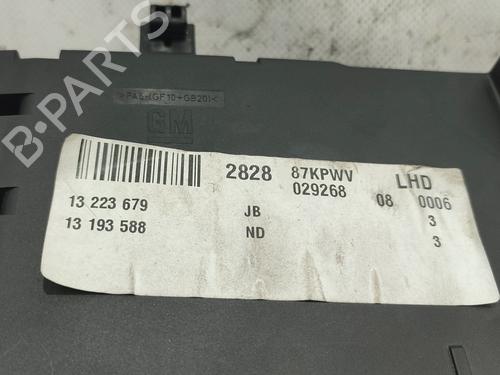 >PA6-(GF10+GB20)<
GM
2828 87KPWV LHD
029268 08 0006
13 223 679 JB 3
13 193 588 ND 3
B-PARTS